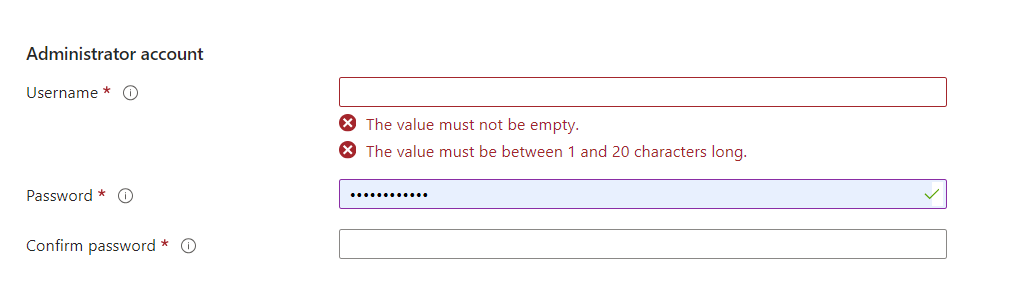 Administrator account
Username *
The value must not be empty.
The value must be between 1 and 20 characters long.
Password *
••••••••••••
Confirm password *